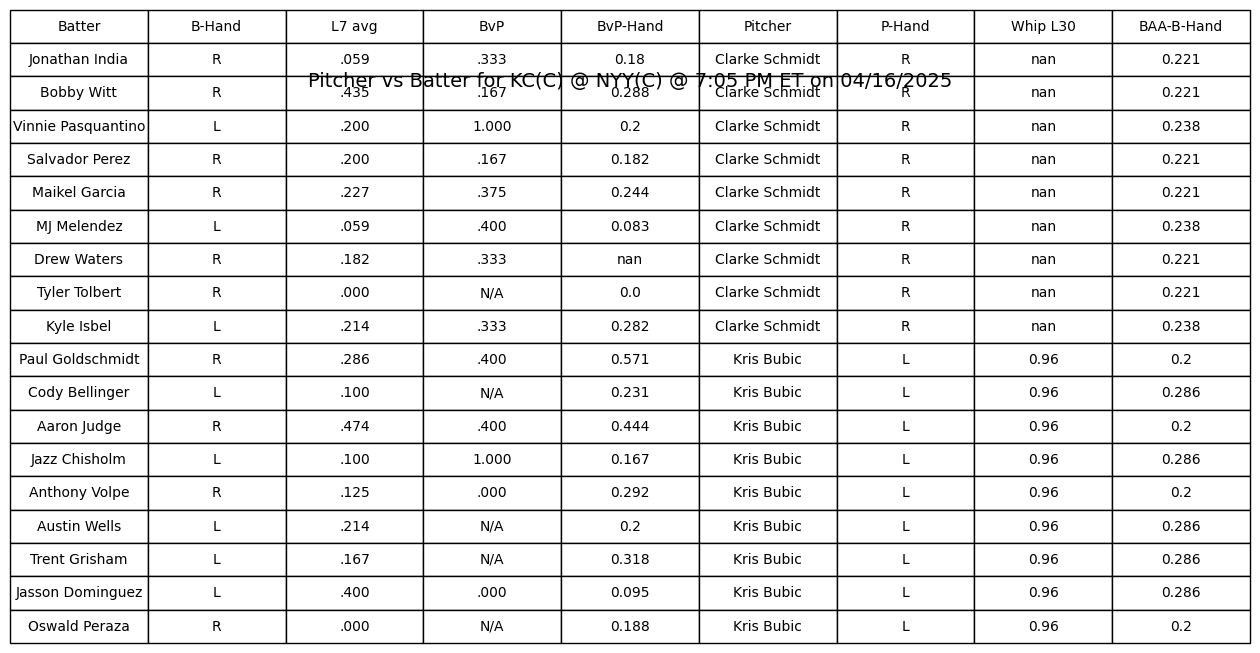 Batter B-Hand L7 avg BvP BvP-Hand Pitcher P-Hand Whip L30 BAA-B-Hand
Jonathan India R .059 .333 0.18 Clarke Schmidt R nan 0.221
Pitcher vs Batter for KC(C) @ NYY(C) @ 7:05 PM ET on 04/16/2025
Bobby Witt R .435 .167 0.288 Clarke Schmidt R nan 0.221
Vinnie Pasquantino L .200 1.000 0.2 Clarke Schmidt R nan 0.238
Salvador Perez R .200 .167 0.182 Clarke Schmidt R nan 0.221
Maikel Garcia R .227 .375 0.244 Clarke Schmidt R nan 0.221
MJ Melendez L .059 .400 0.083 Clarke Schmidt R nan 0.238
Drew Waters R .182 .333 nan Clarke Schmidt R nan 0.221
Tyler Tolbert R .000 N/A 0.0 Clarke Schmidt R nan 0.221
Kyle Isbel L .214 .333 0.282 Clarke Schmidt R nan 0.238
Paul Goldschmidt R .286 .400 0.571 Kris Bubic L 0.96 0.2
Cody Bellinger L .100 N/A 0.231 Kris Bubic L 0.96 0.286
Aaron Judge R .474 .400 0.444 Kris Bubic L 0.96 0.2
Jazz Chisholm L .100 1.000 0.167 Kris Bubic L 0.96 0.286
Anthony Volpe R .125 .000 0.292 Kris Bubic L 0.96 0.2
Austin Wells L .214 N/A 0.2 Kris Bubic L 0.96 0.286
Trent Grisham L .167 N/A 0.318 Kris Bubic L 0.96 0.286
Jasson Dominguez L .400 .000 0.095 Kris Bubic L 0.96 0.286
Oswald Peraza R .000 N/A 0.188 Kris Bubic L 0.96 0.2